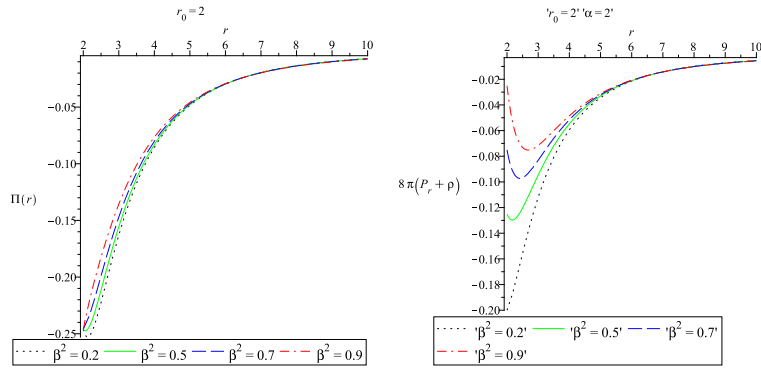 r₀ = 2
r
2 3 4 5 6 7 8 9 10
−0.05
−0.10
−0.15
Π(r)
−0.20
−0.25
β² = 0.2 β² = 0.5 β² = 0.7 β² = 0.9
'r₀ = 2' 'α = 2'
r
2 3 4 5 6 7 8 9 10
−0.02
−0.04
−0.06
−0.08
8 π(Pᵣ + ρ)
−0.10
−0.12
−0.14
−0.16
−0.18
−0.20
'β² = 0.2' 'β² = 0.5' 'β² = 0.7'
'β² = 0.9'